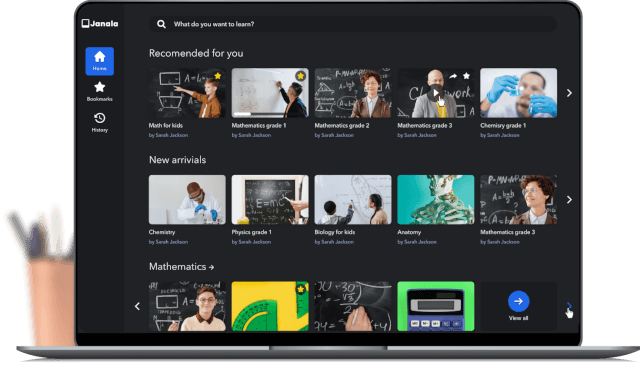 Janala
What do you want to learn?
Home
Bookmarks
History
Recomended for you
Math for kids
by Sarah Jackson
Mathematics grade 1
by Sarah Jackson
Mathematics grade 2
by Sarah Jackson
Mathematics grade 3
by Sarah Jackson
Chemisry grade 1
by Sarah Jackson
New arrivials
Chemistry
by Sarah Jackson
Physics grade 1
by Sarah Jackson
Biology for kids
by Sarah Jackson
Anatomy
by Sarah Jackson
Mathematics grade 3
by Sarah Jackson
Mathematics →
View all